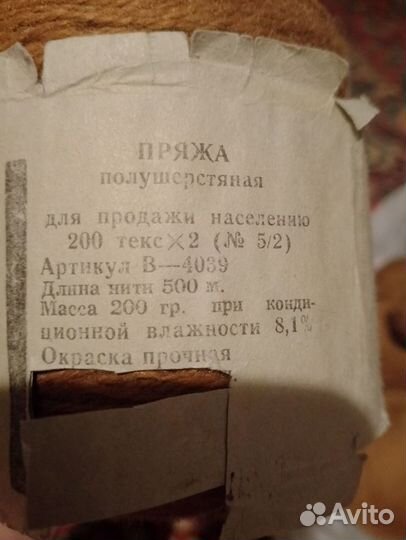 ПРЯЖА
полушерстяная
для продажи населению
200 текс×2 (№ 5/2)
Артикул В—4039
Длина нити 500 м.
Масса 200 гр. при конди-
ционной влажности 8,1%
Окраска прочная
Avito